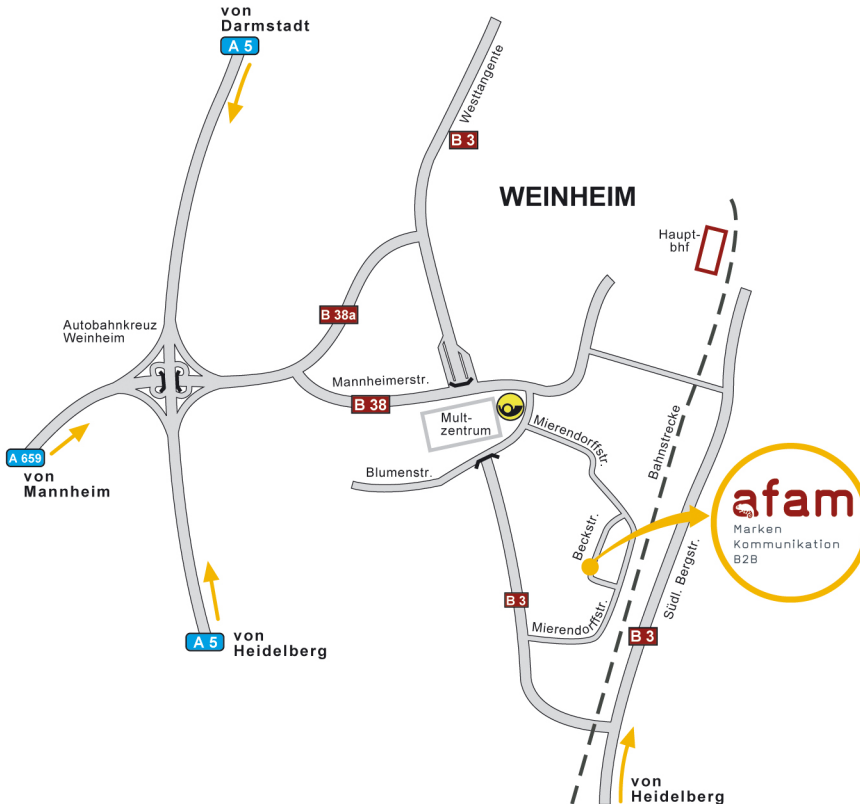 von
Darmstadt
A 5
Westtangente
B 3
WEINHEIM
Haupt-
bhf
B 38a
Autobahnkreuz
Weinheim
Mannheimerstr.
B 38
Mult-
zentrum
Mierendorffstr.
Bahnstrecke
A 659
von
Mannheim
Blumenstr.
afam
Marken
Kommunikation
B2B
Beckstr.
Südl. Bergstr.
B 3
Mierendorffstr.
B 3
A 5
von
Heidelberg
von
Heidelberg